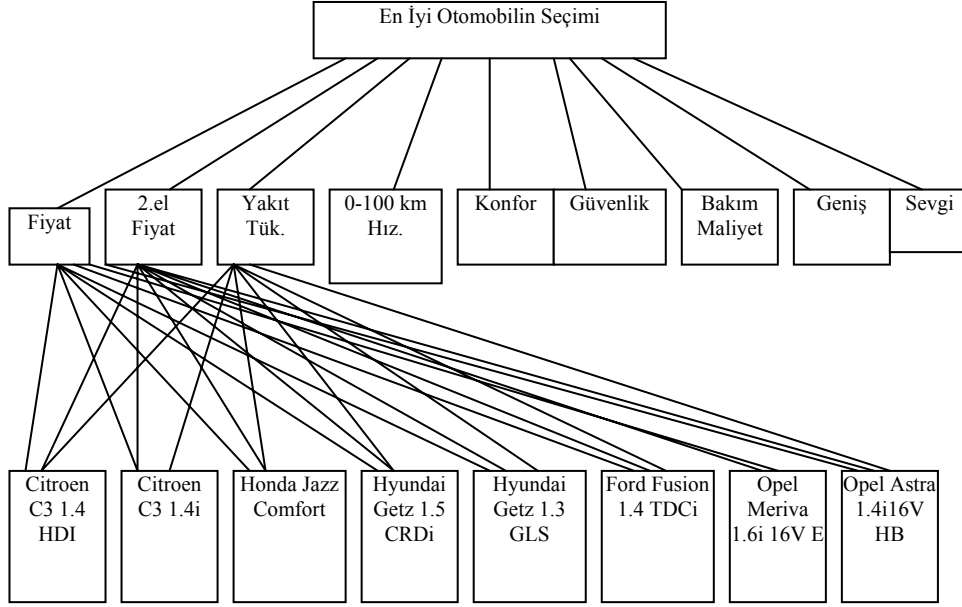 En İyi Otomobilin Seçimi
Fiyat
2.el
Fiyat
Yakıt
Tük.
0-100 km
Hız.
Konfor
Güvenlik
Bakım
Maliyet
Geniş
Sevgi
Citroen
C3 1.4
HDI
Citroen
C3 1.4i
Honda Jazz
Comfort
Hyundai
Getz 1.5
CRDi
Hyundai
Getz 1.3
GLS
Ford Fusion
1.4 TDCi
Opel
Meriva
1.6i 16V E
Opel Astra
1.4i16V
HB